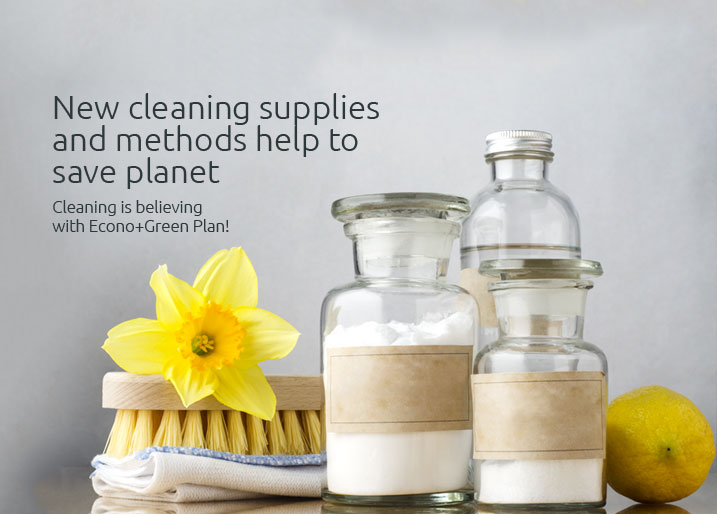 New cleaning supplies
and methods help to
save planet
Cleaning is believing
with Econo+Green Plan!